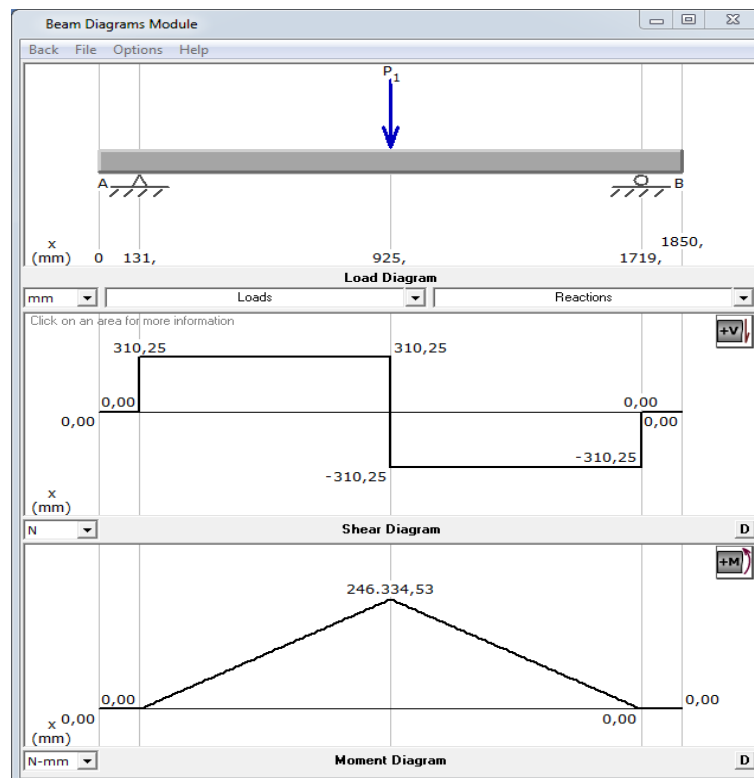 Beam Diagrams Module
Back File Options Help
P1
A B
x
(mm) 0 131, 925, 1719, 1850,
Load Diagram
mm Loads Reactions
Click on an area for more information
+V
310,25 310,25
0,00 0,00
0,00 0,00
-310,25 -310,25
x
(mm)
N Shear Diagram D
+M
246.334,53
0,00 0,00
x 0,00 0,00
(mm)
N-mm Moment Diagram D